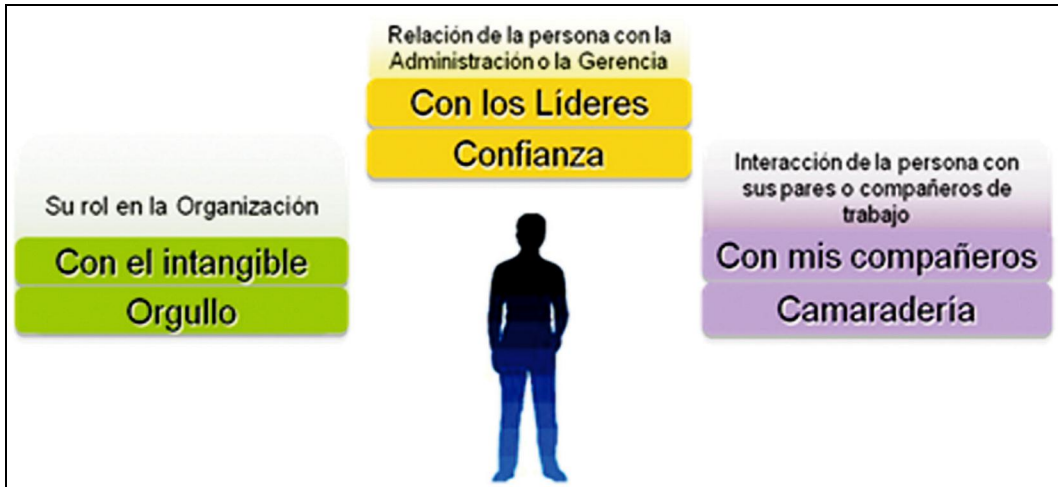 Relación de la persona con la
Administración o la Gerencia
Con los Líderes
Confianza
Su rol en la Organización
Con el intangible
Orgullo
Interacción de la persona con
sus pares o compañeros de
trabajo
Con mis compañeros
Camaradería